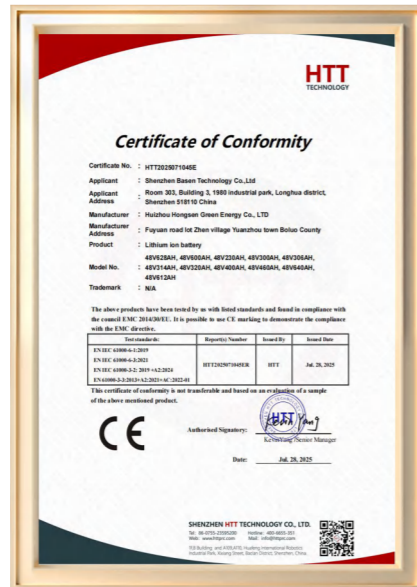 HTT
TECHNOLOGY
Certificate of Conformity
Certificate No. : HTT2025071045E
Applicant : Shenzhen Basen Technology Co.,Ltd
Applicant Address : Room 303, Building 3, 1980 industrial park, Longhua district,
Shenzhen 518110 China
Manufacturer : Huizhou Hongsen Green Energy Co., LTD
Manufacturer Address : Fuyuan road lot Zhen village Yuanzhou town Boluo County
Product : Lithium ion battery
48V628AH, 48V600AH, 48V230AH, 48V300AH, 48V306AH,
Model No. : 48V314AH, 48V320AH, 48V400AH, 48V460AH, 48V640AH,
48V612AH
Trademark : N/A
The above products have been tested by us with listed standards and found in compliance with
the council EMC 2014/30/EU. It is possible to use CE marking to demonstrate the compliance
with the EMC directive.
Test standards: Report(s) Number Issued By Issued Date
EN IEC 61000-6-1:2019
EN IEC 61000-6-3:2021
EN IEC 61000-3-2: 2019 +A2:2024
EN 61000-3-3:2013+A2:2021+AC:2022-01
HTT2025071045ER HTT Jul. 28, 2025
This certificate of conformity is not transferable and based on an evaluation of a sample
of the above mentioned product.
CE
HTT
Kevin Yang
Authorised Signatory:
KevinYang /Senior Manager
Date: Jul. 28, 2025
SHENZHEN HTT TECHNOLOGY CO., LTD.